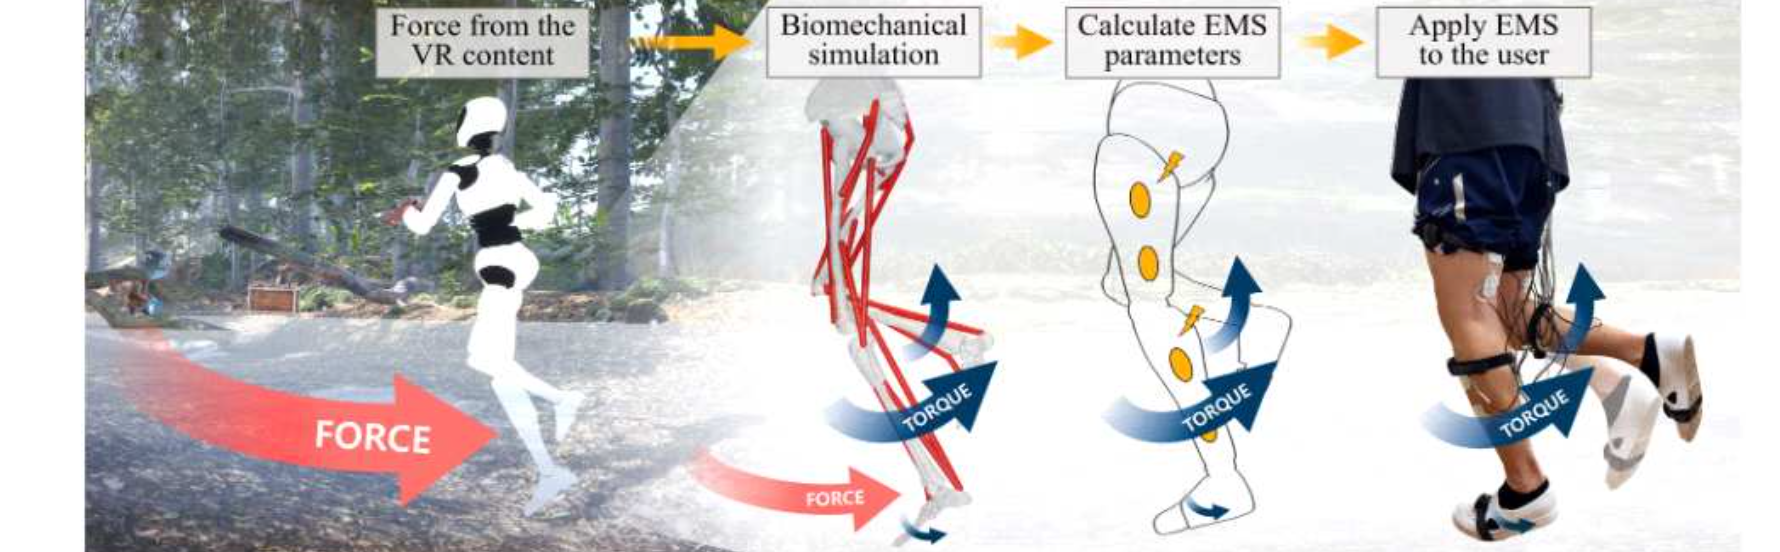 Force from the
VR content
Biomechanical
simulation
Calculate EMS
parameters
Apply EMS
to the user
FORCE
FORCE
TORQUE
TORQUE
TORQUE